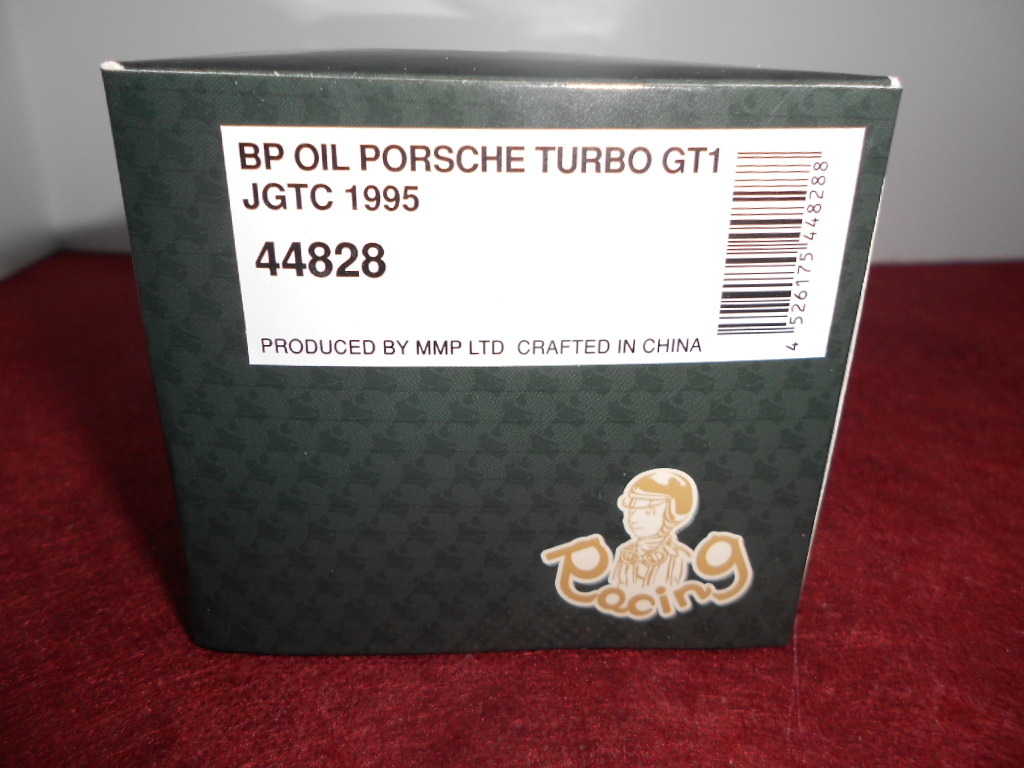 BP OIL PORSCHE TURBO GT1
JGTC 1995
44828
PRODUCED BY MMP LTD CRAFTED IN CHINA
4 526175 448288
Racing